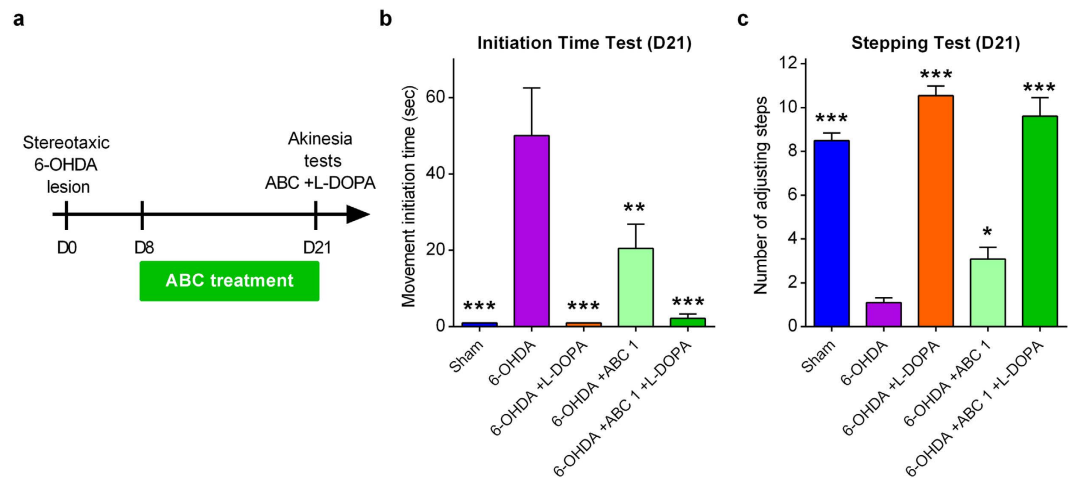 a
Stereotaxic
6-OHDA
lesion
Akinesia
tests
ABC +L-DOPA
D0
D8
D21
ABC treatment
b
Initiation Time Test (D21)
Movement initiation time (sec)
60
40
20
0
***
***
**
***
Sham
6-OHDA
6-OHDA +L-DOPA
6-OHDA +ABC 1
6-OHDA +ABC 1 +L-DOPA
c
Stepping Test (D21)
Number of adjusting steps
12
10
8
6
4
2
0
***
***
*
***
Sham
6-OHDA
6-OHDA +L-DOPA
6-OHDA +ABC 1
6-OHDA +ABC 1 +L-DOPA